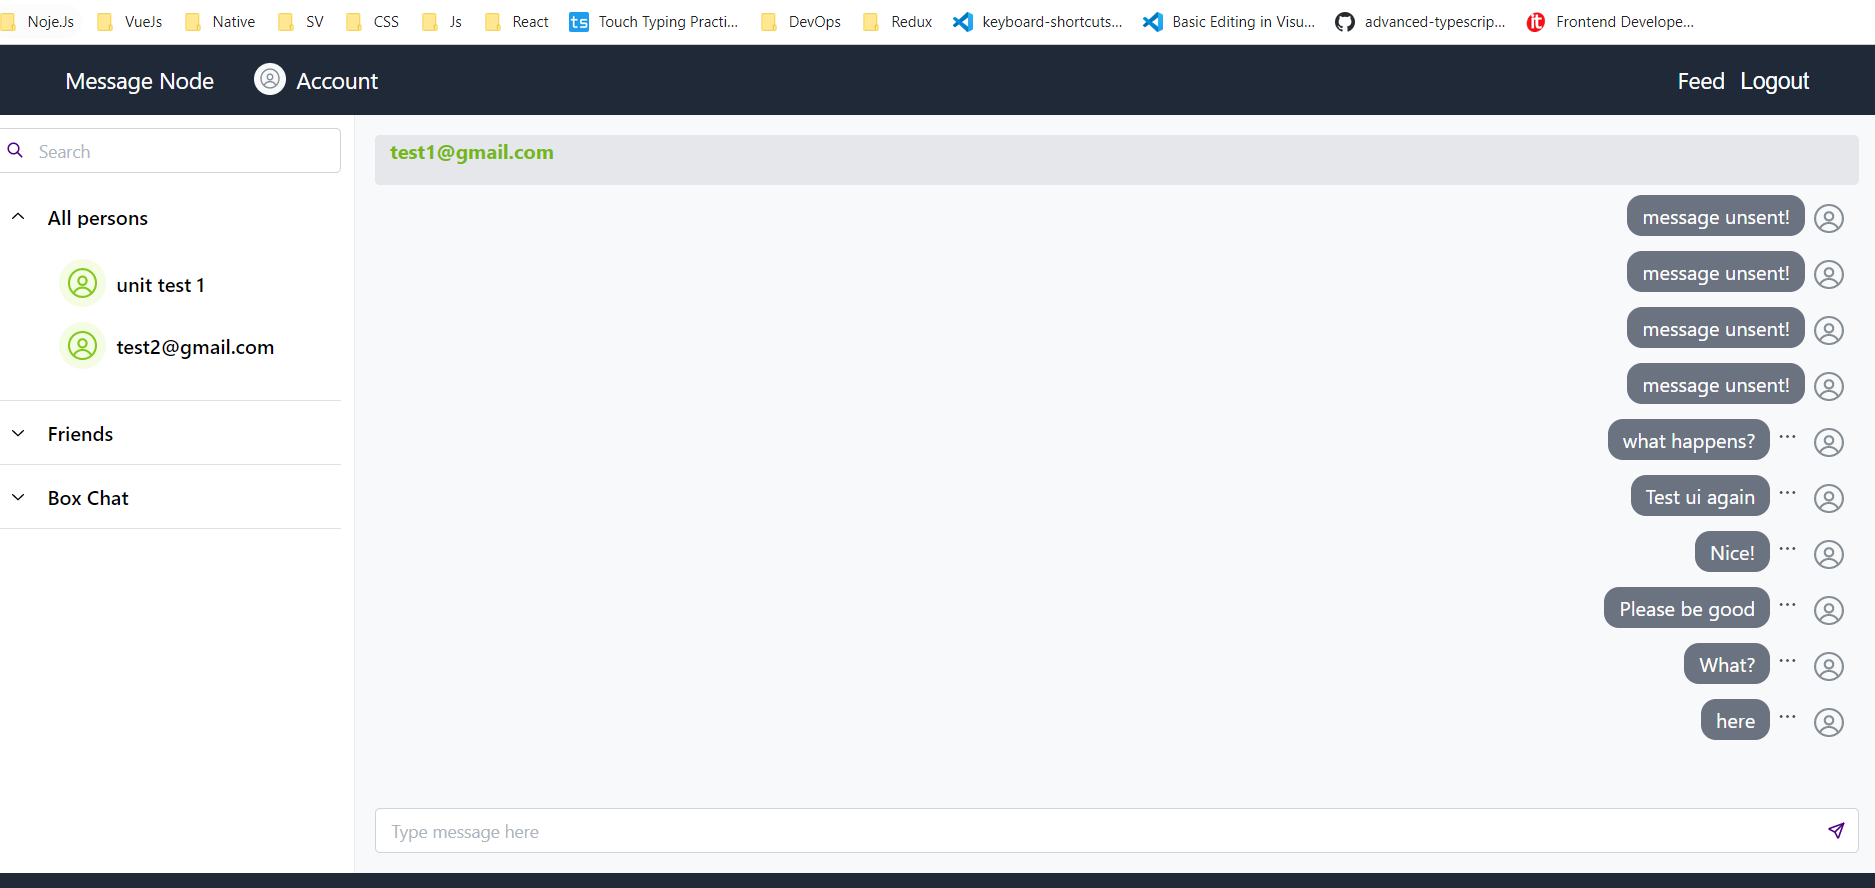 Noje.Js VueJs Native SV CSS Js React ts Touch Typing Practi... DevOps Redux keyboard-shortcuts... Basic Editing in Visu... advanced-typescrip... it Frontend Develope...
Message Node Account Feed Logout
Search
All persons
unit test 1
test2@gmail.com
Friends
Box Chat
test1@gmail.com
message unsent!
message unsent!
message unsent!
message unsent!
what happens? ...
Test ui again ...
Nice! ...
Please be good ...
What? ...
here ...
Type message here